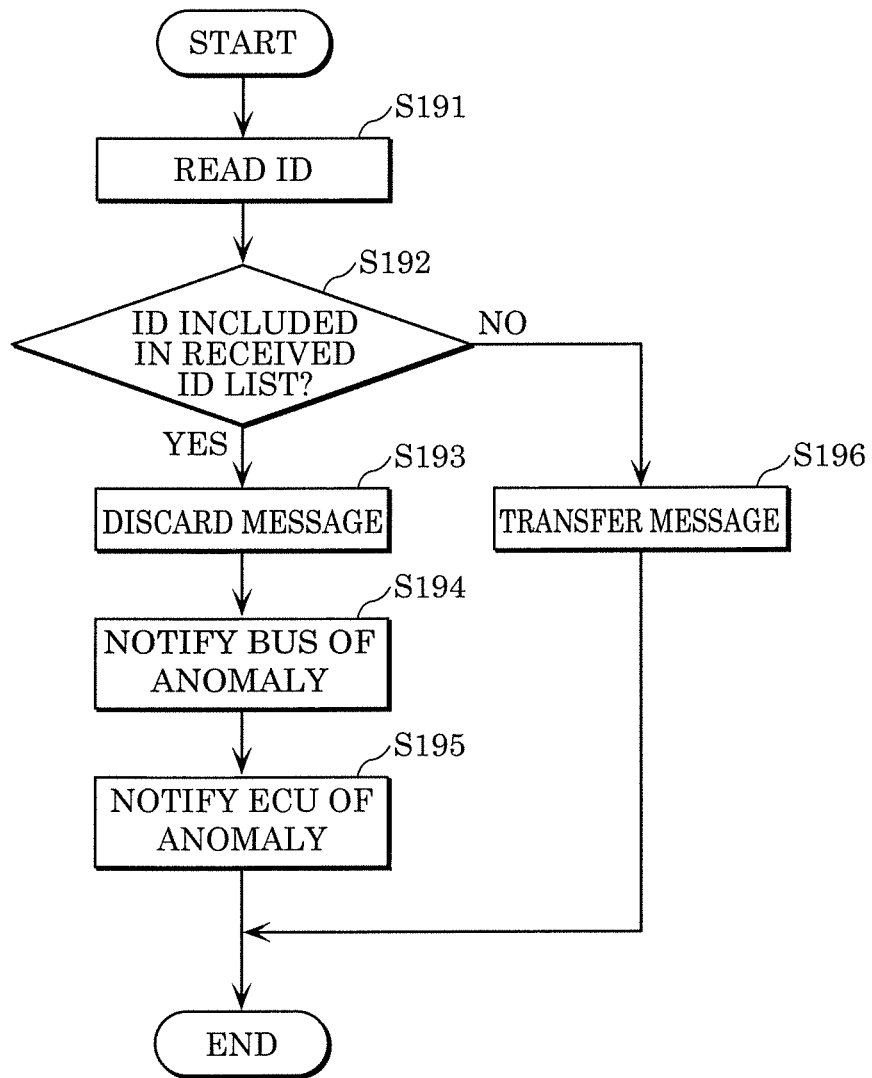 START
S191
READ ID
S192
ID INCLUDED
IN RECEIVED
ID LIST?
NO
YES
S193
DISCARD MESSAGE
S196
TRANSFER MESSAGE
S194
NOTIFY BUS OF
ANOMALY
S195
NOTIFY ECU OF
ANOMALY
END